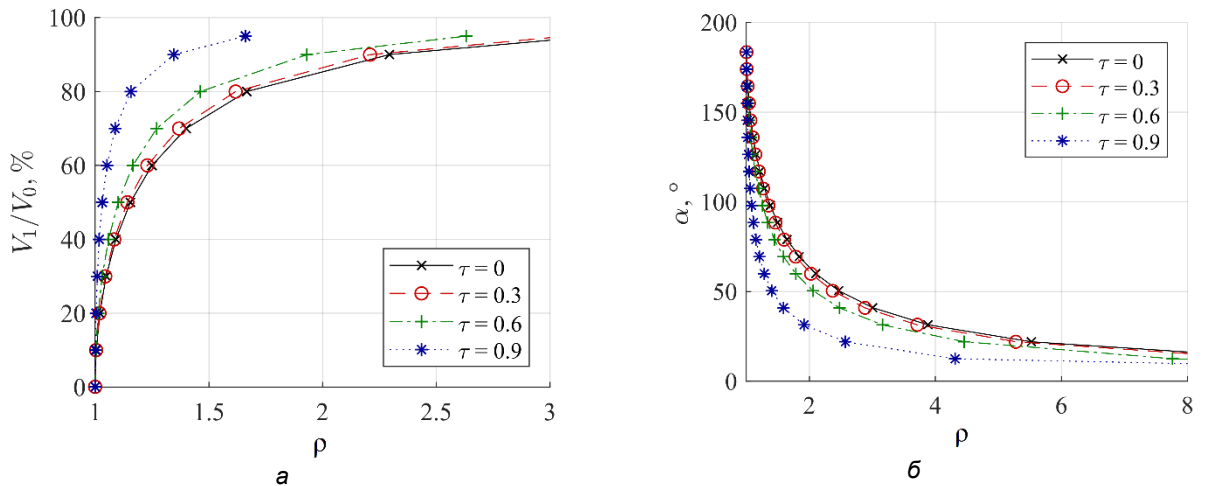 V₁/V₀, %
100
80
60
40
20
0
τ = 0
τ = 0.3
τ = 0.6
τ = 0.9
1
1.5
2
2.5
3
ρ
а
α, °
200
150
100
50
0
τ = 0
τ = 0.3
τ = 0.6
τ = 0.9
2
4
6
8
ρ
б